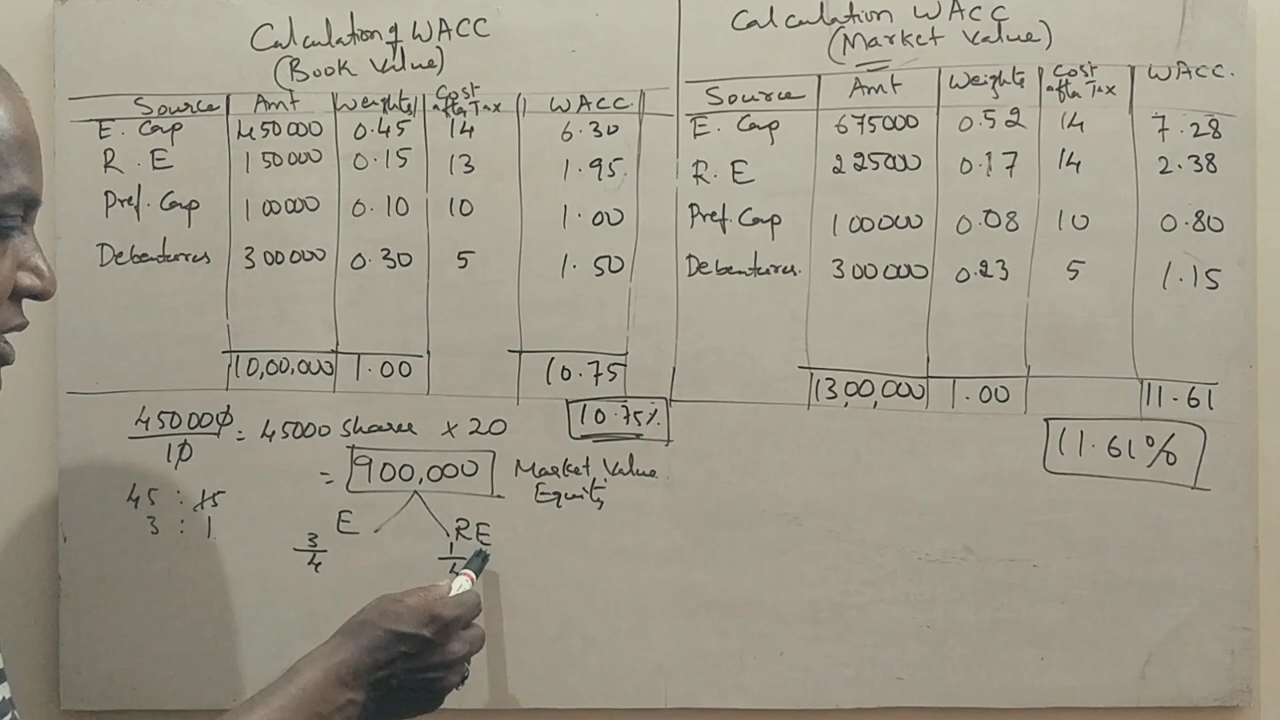 Calculation of WACC
(Book Value)
Source Amt Weights Cost after Tax WACC
E. Cap 450000 0.45 14 6.30
R.E 150000 0.15 13 1.95
Pref. Cap 100000 0.10 10 1.00
Debentures 300000 0.30 5 1.50
10,00,000 1.00 10.75
10.75%
450000
10
= 45000 shares × 20
= 900,000 Market Value
Equity
45 : 15
3 : 1
E RE
3/4 1/4
Calculation WACC
(Market Value)
Source Amt Weights Cost after Tax WACC.
E. Cap 675000 0.52 14 7.28
R.E 225000 0.17 14 2.38
Pref. Cap 100000 0.08 10 0.80
Debentures. 300000 0.23 5 1.15
13,00,000 1.00 11.61
11.61%